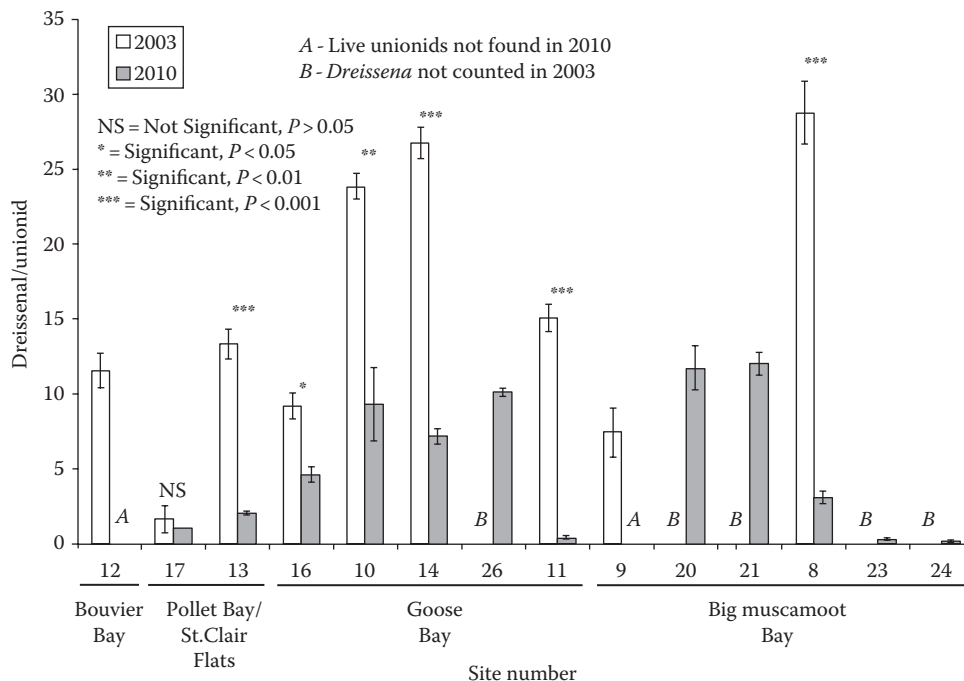 2003
2010
A - Live unionids not found in 2010
B - Dreissena not counted in 2003
NS = Not Significant, P > 0.05
* = Significant, P < 0.05
** = Significant, P < 0.01
*** = Significant, P < 0.001
Dreissenal/unionid
35
30
25
20
15
10
5
0
A
NS
***
*
**
***
B
***
A
B
B
***
B
B
12 17 13 16 10 14 26 11 9 20 21 8 23 24
Bouvier
Bay
Pollet Bay/
St.Clair
Flats
Goose
Bay
Big muscamoot
Bay
Site number